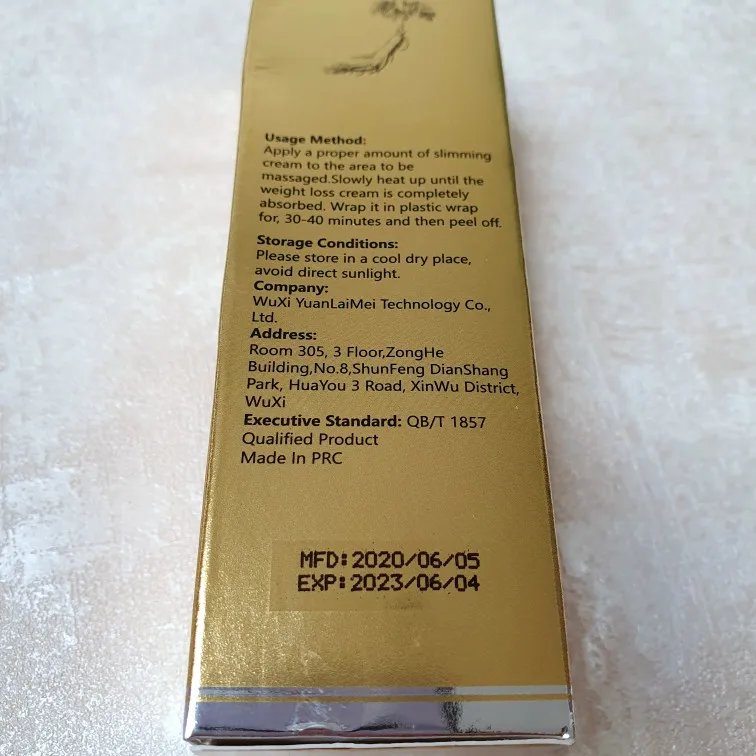 Usage Method:
Apply a proper amount of slimming
cream to the area to be
massaged.Slowly heat up until the
weight loss cream is completely
absorbed. Wrap it in plastic wrap
for, 30-40 minutes and then peel off.
Storage Conditions:
Please store in a cool dry place,
avoid direct sunlight.
Company:
WuXi YuanLaiMei Technology Co.,
Ltd.
Address:
Room 305, 3 Floor,ZongHe
Building,No.8,ShunFeng DianShang
Park, HuaYou 3 Road, XinWu District,
WuXi
Executive Standard: QB/T 1857
Qualified Product
Made In PRC
MFD:2020/06/05
EXP:2023/06/04